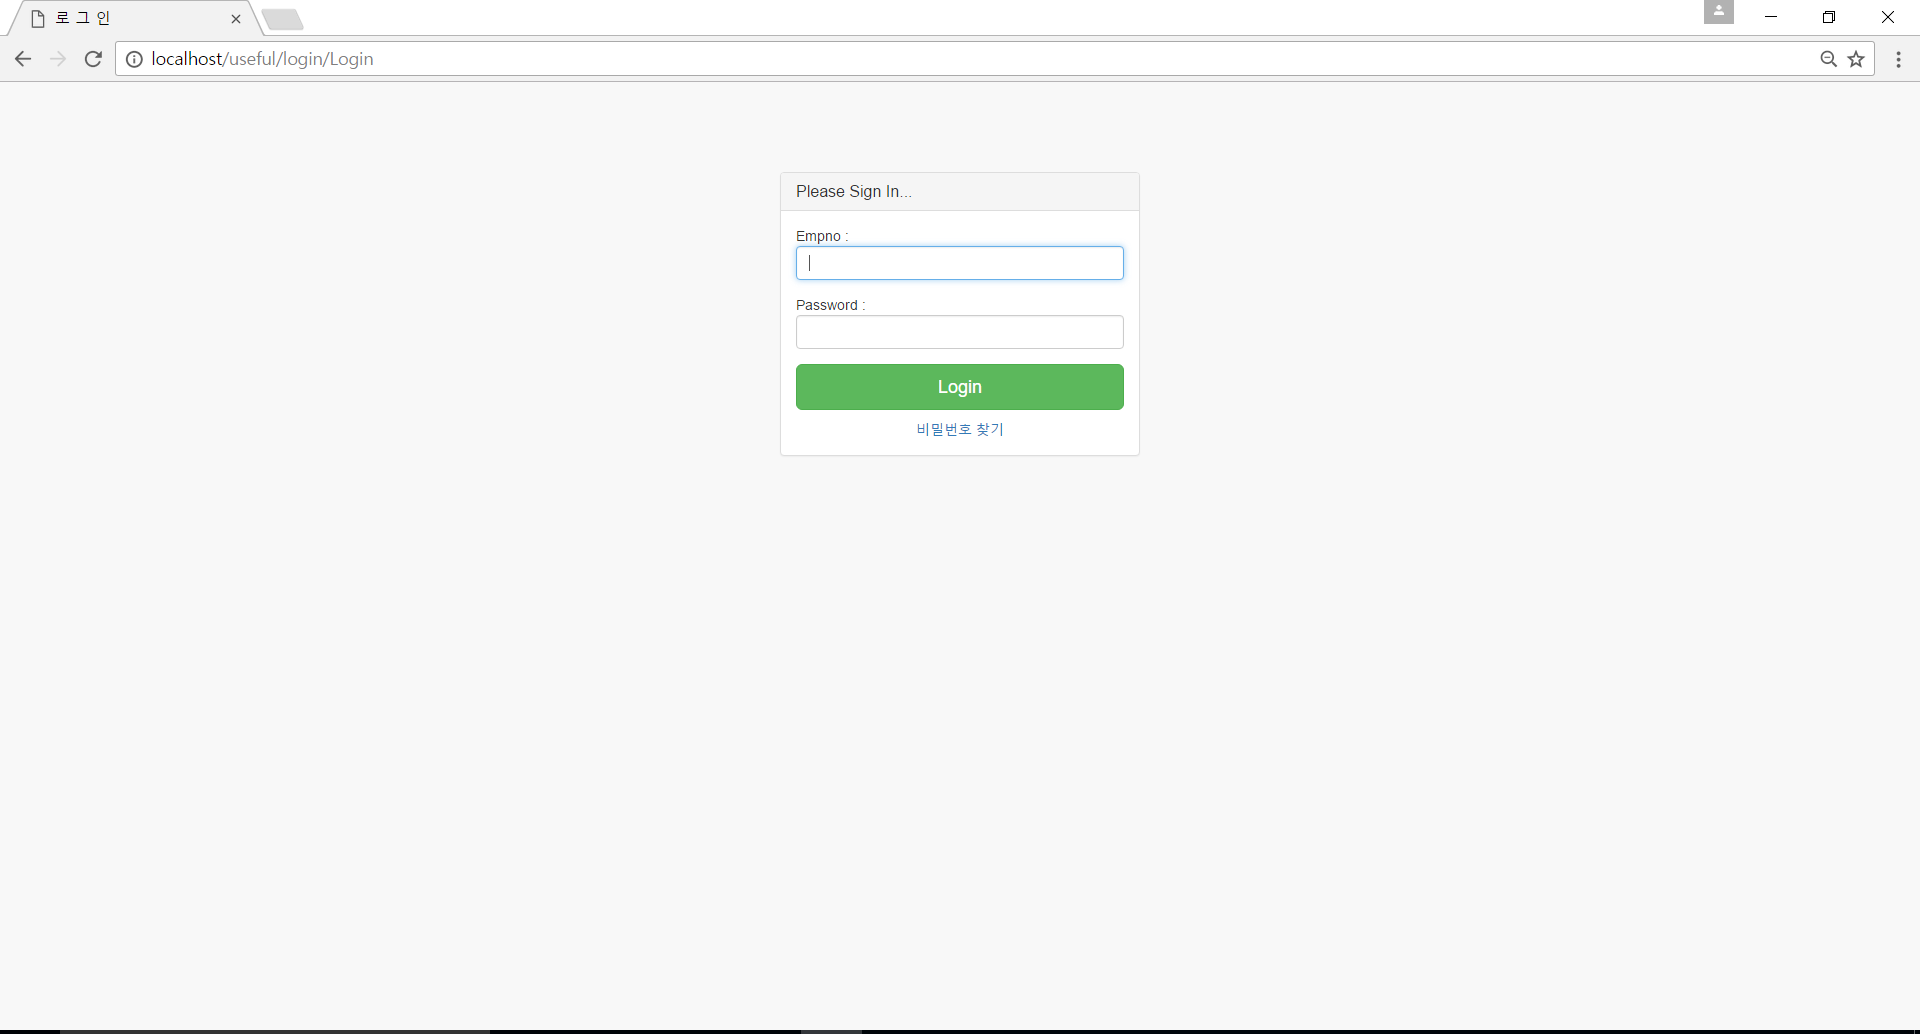 로 그 인
localhost/useful/login/Login
Please Sign In...
Empno :
Password :
Login
비밀번호 찾기